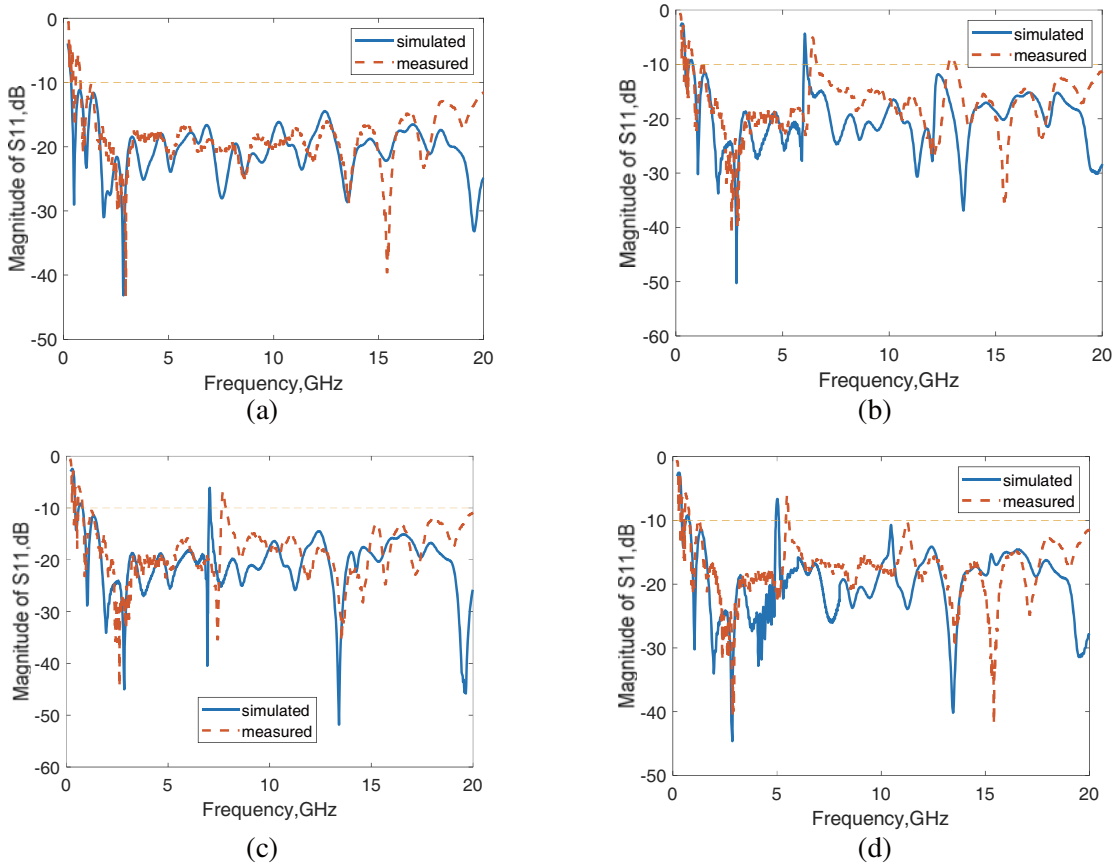 0
-10
-20
-30
-40
-50
Magnitude of S11,dB
simulated
measured
0 5 10 15 20
Frequency,GHz
(a)
0
-10
-20
-30
-40
-50
-60
Magnitude of S11,dB
simulated
measured
0 5 10 15 20
Frequency,GHz
(b)
0
-10
-20
-30
-40
-50
-60
Magnitude of S11,dB
simulated
measured
0 5 10 15 20
Frequency,GHz
(c)
0
-10
-20
-30
-40
-50
Magnitude of S11,dB
simulated
measured
0 5 10 15 20
Frequency,GHz
(d)